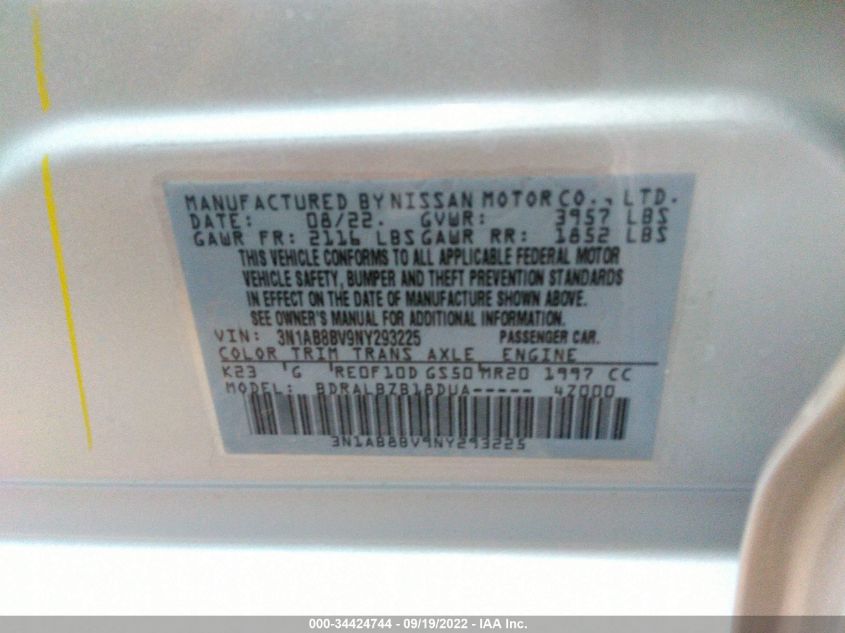 MANUFACTURED BY NISSAN MOTOR CO., LTD.
DATE: 08/22. GVWR: 3957 LBS
GAWR FR: 2116 LBS GAWR RR: 1852 LBS
THIS VEHICLE CONFORMS TO ALL APPLICABLE FEDERAL MOTOR
VEHICLE SAFETY, BUMPER AND THEFT PREVENTION STANDARDS
IN EFFECT ON THE DATE OF MANUFACTURE SHOWN ABOVE.
SEE OWNER'S MANUAL FOR ADDITIONAL INFORMATION.
VIN: 3N1AB8BV9NY293225 PASSENGER CAR.
COLOR TRIM TRANS AXLE ENGINE
K23 G RE0F10D GS50 MR20 1997 CC
MODEL: BDRALBZB18DUA----- 4Z000
3N1AB8BV9NY293225
000-34424744 - 09/19/2022 - IAA Inc.